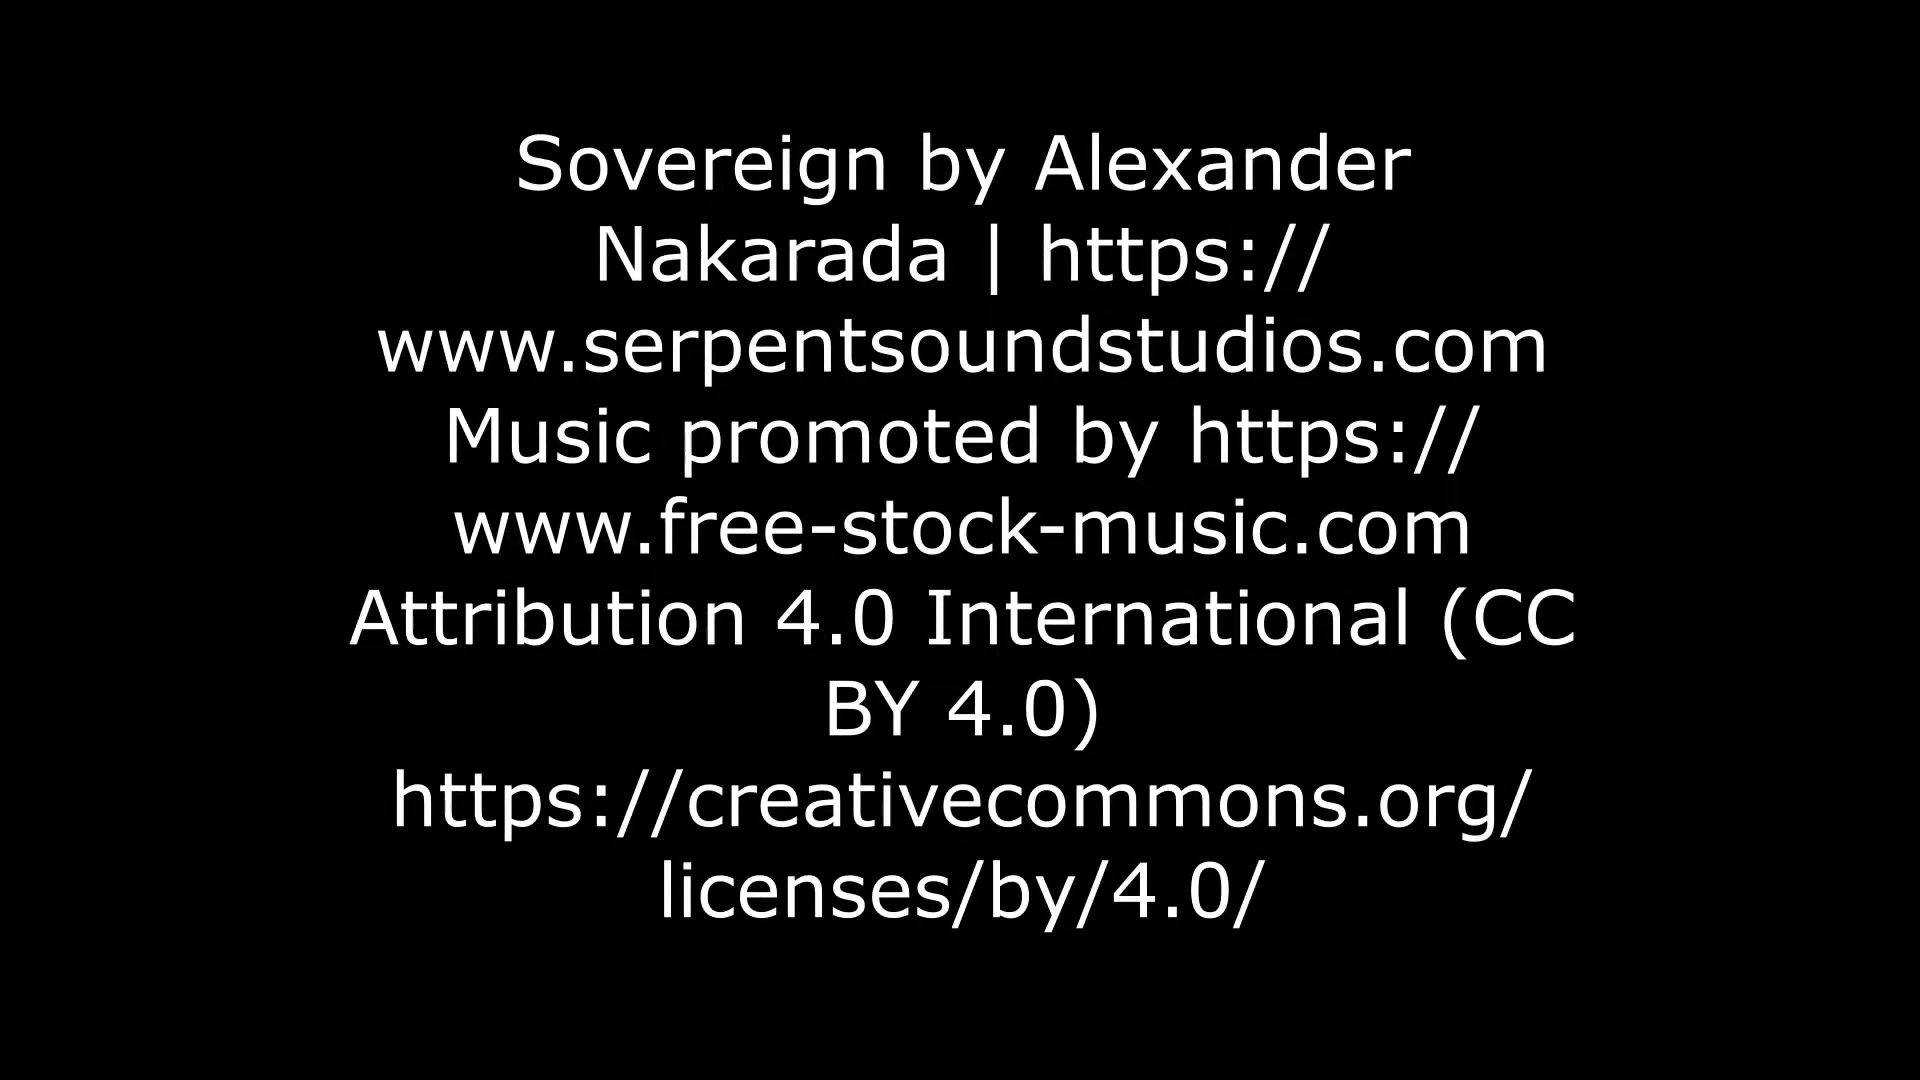 Sovereign by Alexander
Nakarada | https://
www.serpentsoundstudios.com
Music promoted by https://
www.free-stock-music.com
Attribution 4.0 International (CC
BY 4.0)
https://creativecommons.org/
licenses/by/4.0/